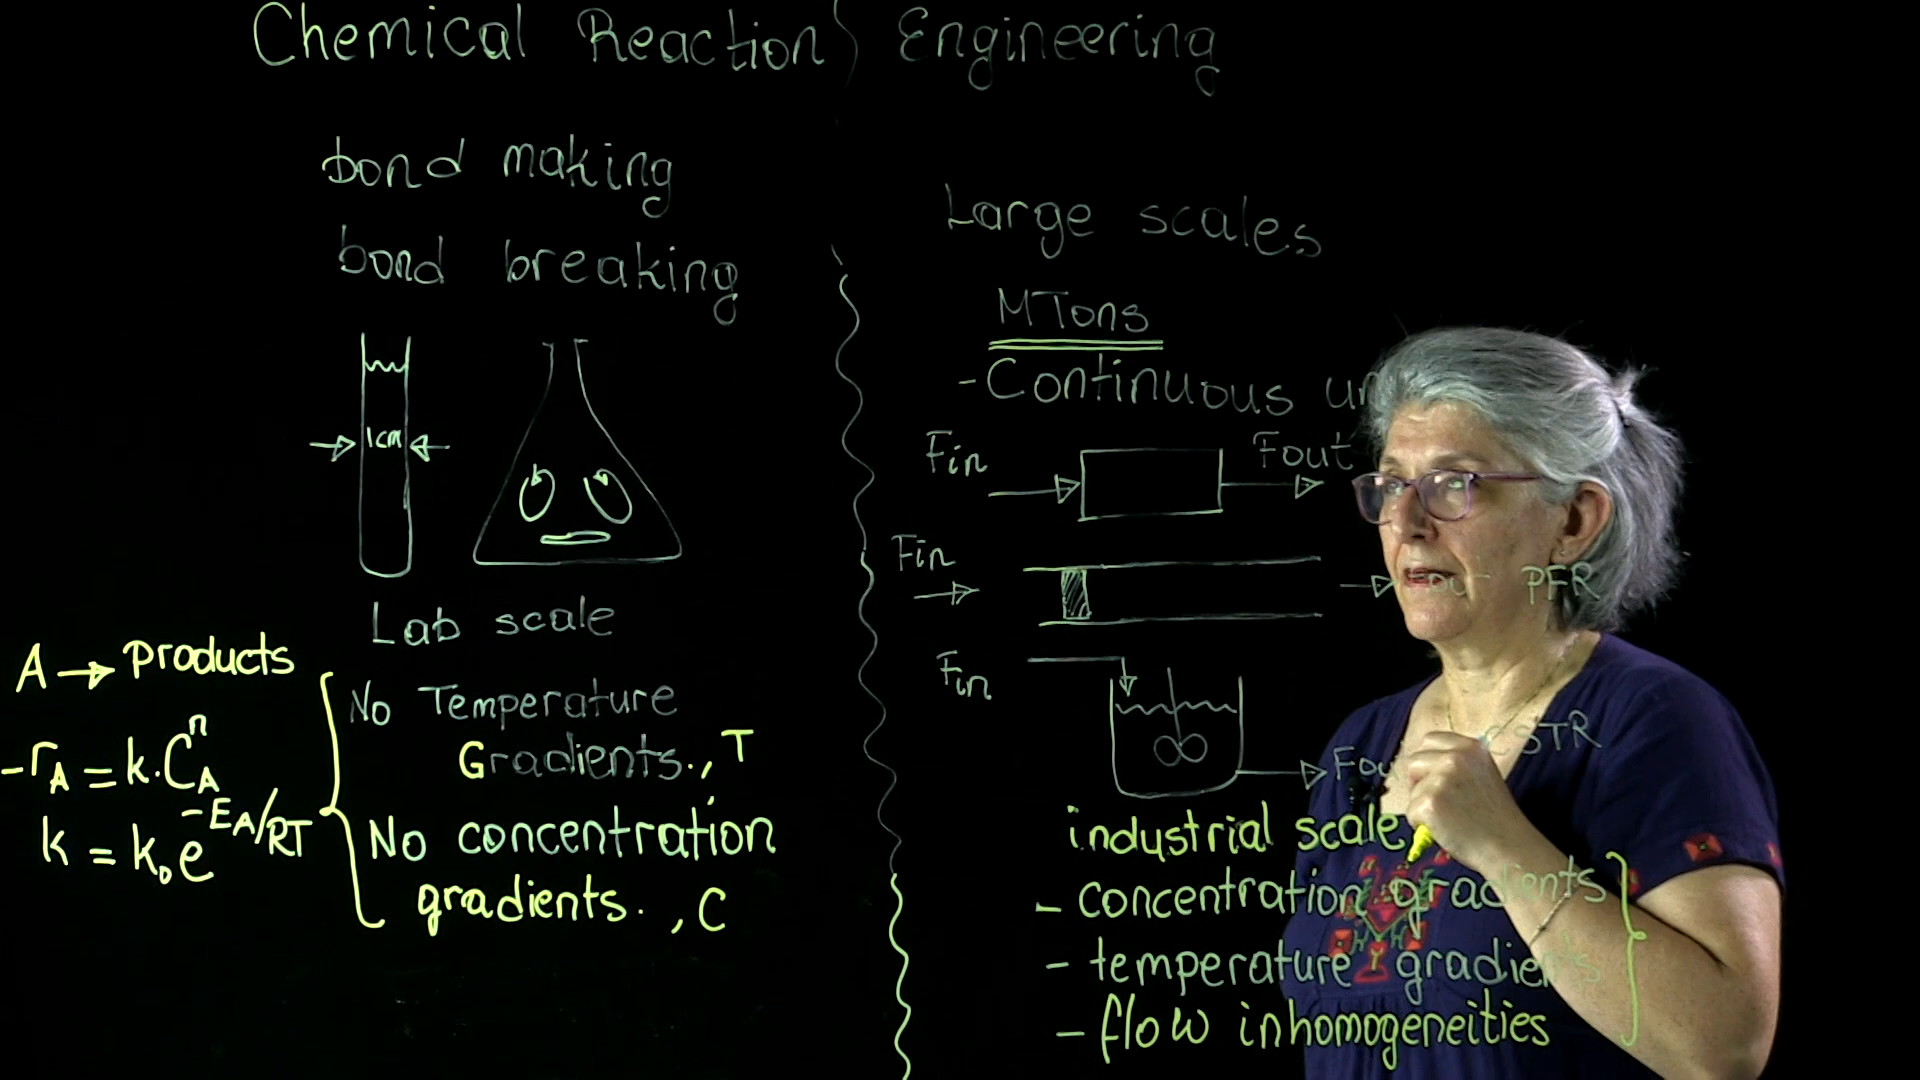 Chemical Reaction Engineering
bond making
bond breaking
1cm
Lab scale
A → Products
-rA = k.CA^n
k = k0 e^-EA/RT
No Temperature
Gradients., T
No concentration
gradients., C
Large scales
MTons
- Continuous
Fin
Fout
Fin
PFR
Fin
CSTR
industrial scale
- concentration gradients
- temperature gradients
- flow inhomogeneities